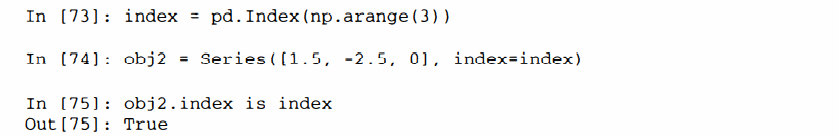 In [73]: index = pd.Index(np.arange(3))
In [74]: obj2 = Series([1.5, -2.5, 0], index=index)
In [75]: obj2.index is index
Out[75]: True